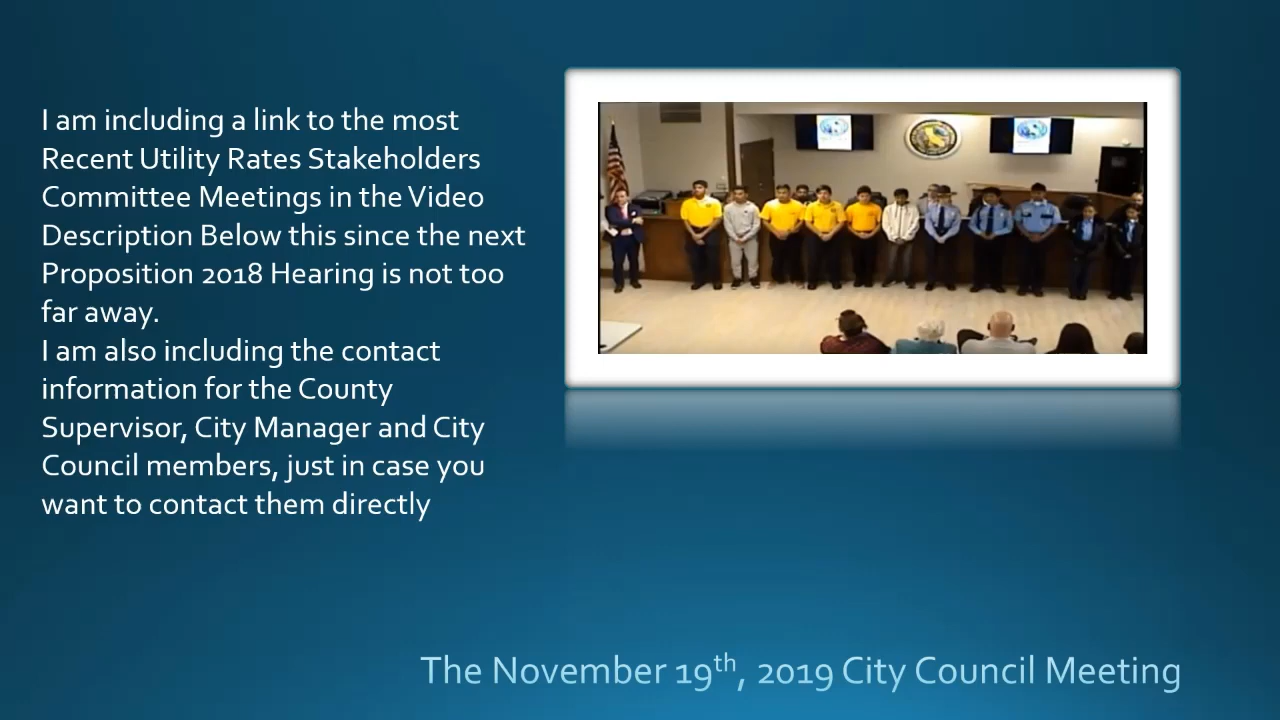 I am including a link to the most
Recent Utility Rates Stakeholders
Committee Meetings in the Video
Description Below this since the next
Proposition 2018 Hearing is not too
far away.
I am also including the contact
information for the County
Supervisor, City Manager and City
Council members, just in case you
want to contact them directly
The November 19th, 2019 City Council Meeting